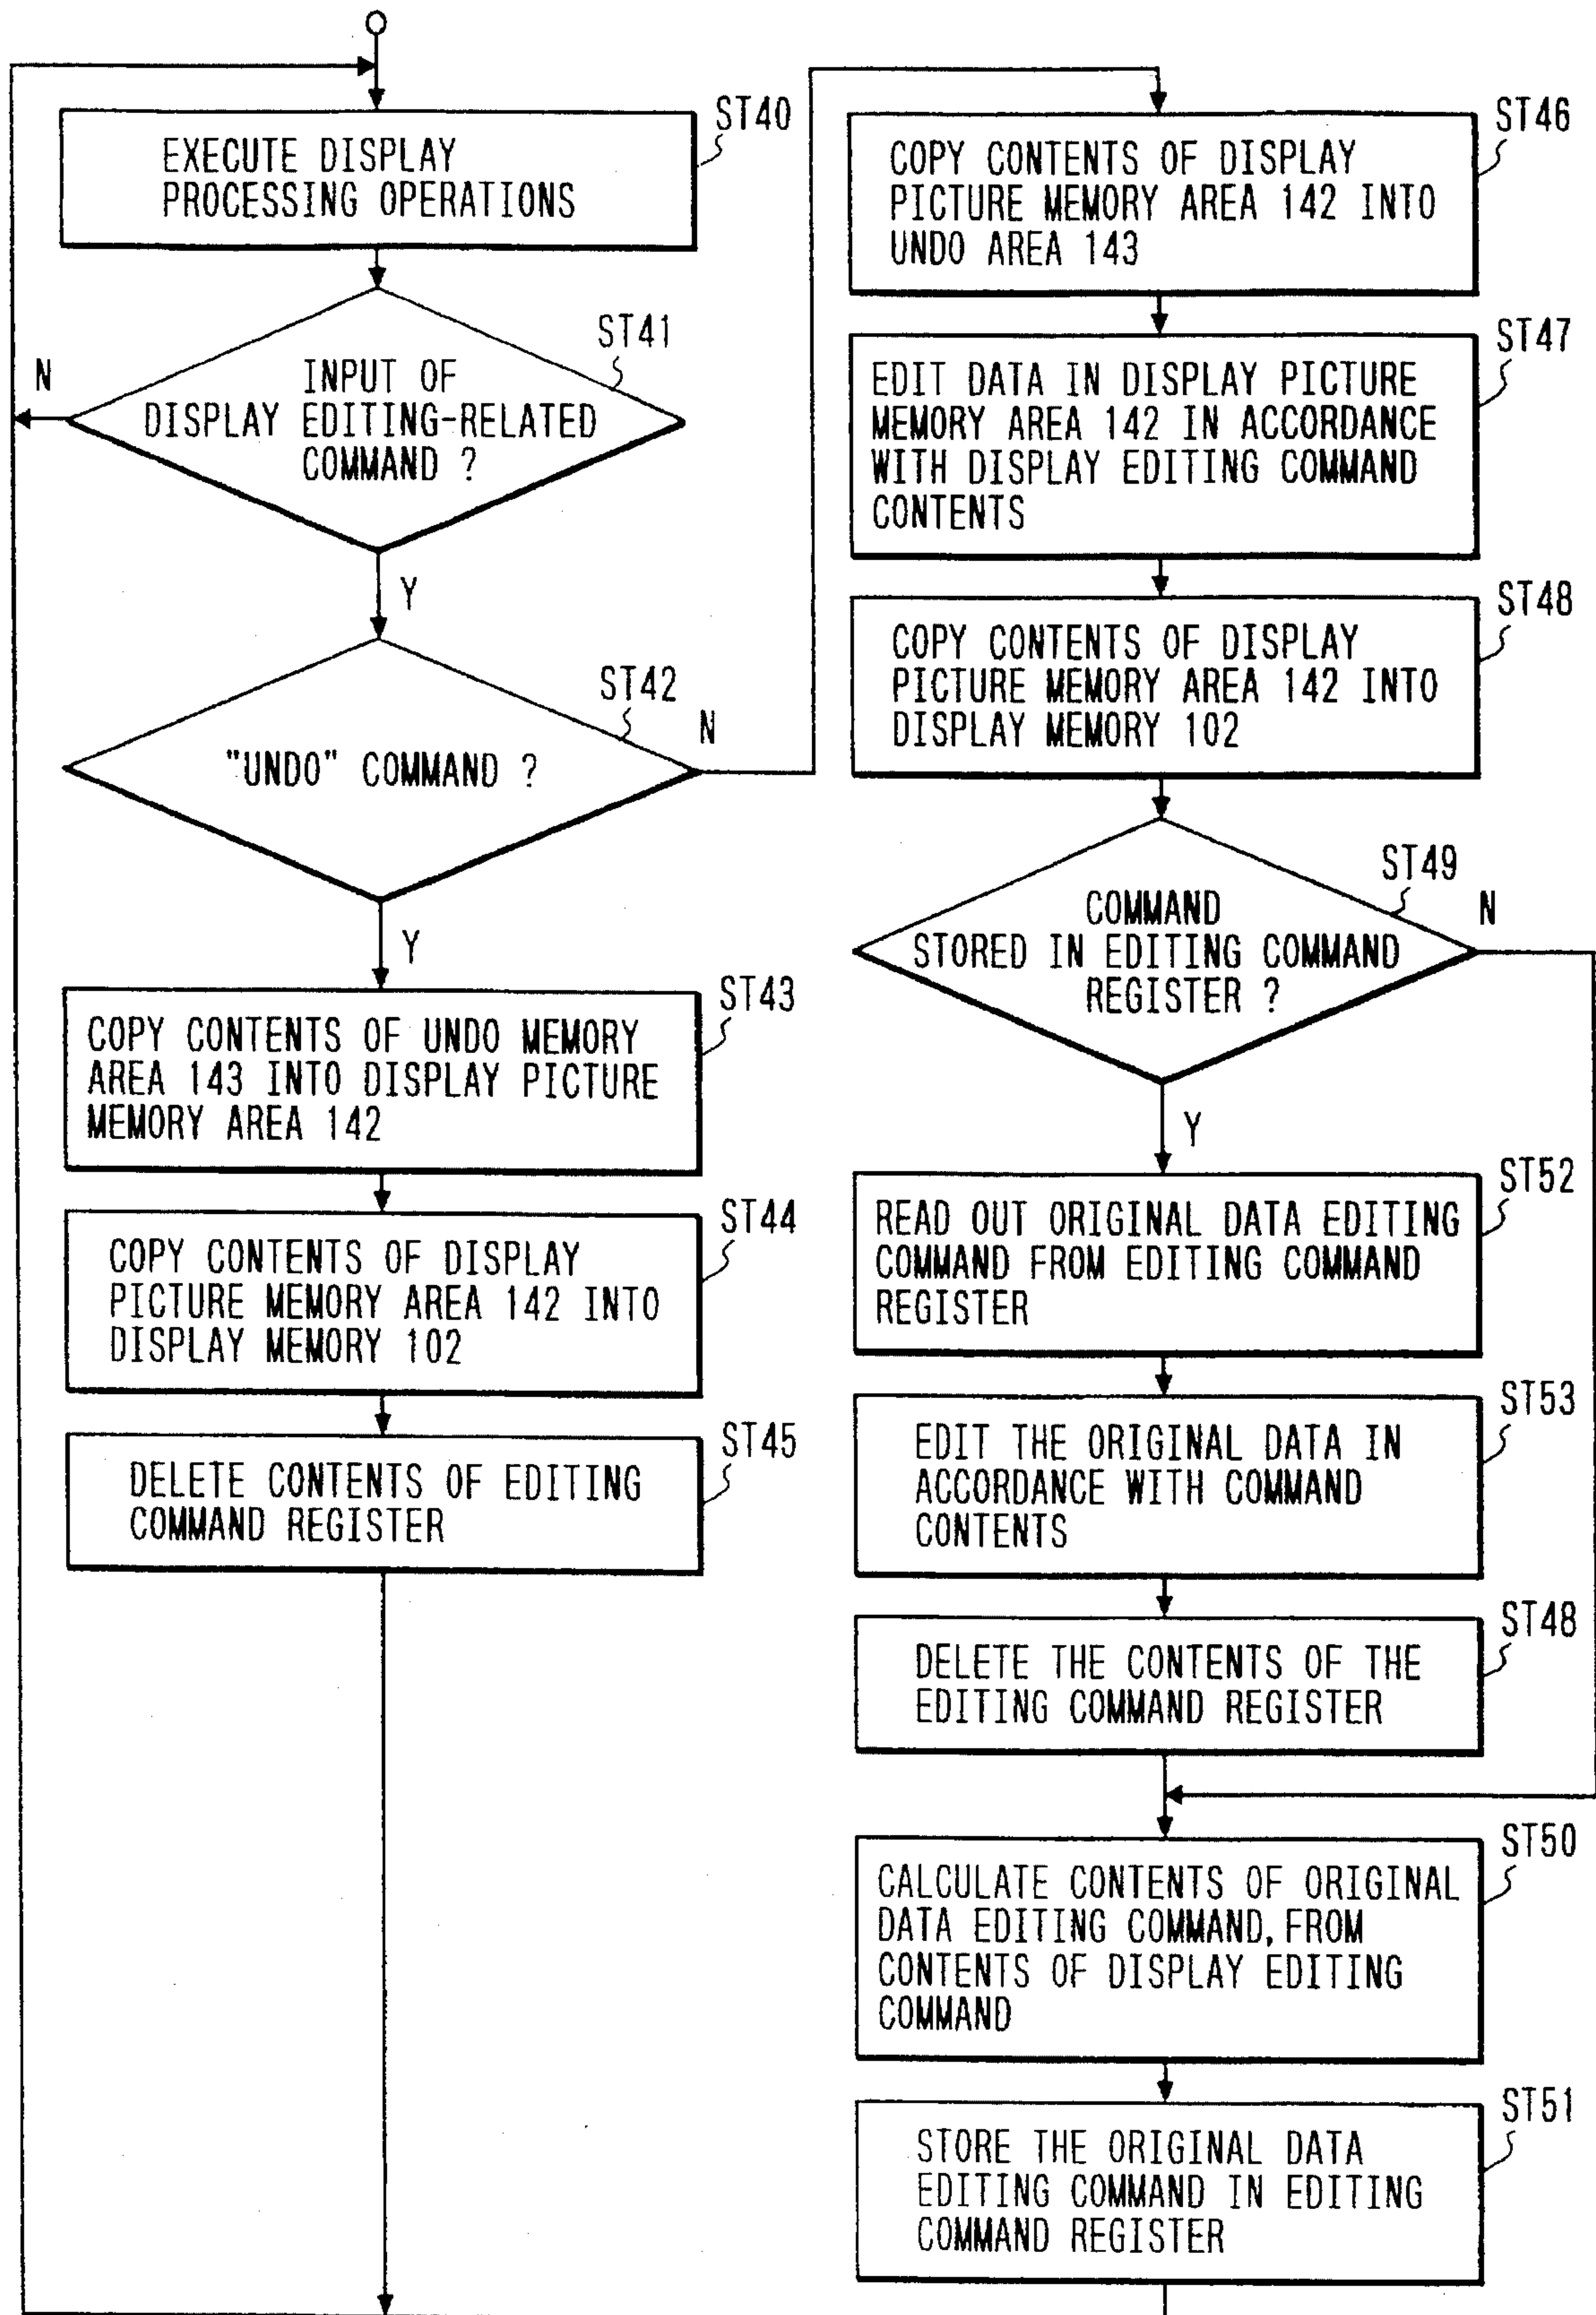 ST40
EXECUTE DISPLAY
PROCESSING OPERATIONS
ST41
N
INPUT OF
DISPLAY EDITING-RELATED
COMMAND ?
Y
ST42
N
"UNDO" COMMAND ?
Y
ST43
COPY CONTENTS OF UNDO MEMORY
AREA 143 INTO DISPLAY PICTURE
MEMORY AREA 142
ST44
COPY CONTENTS OF DISPLAY
PICTURE MEMORY AREA 142 INTO
DISPLAY MEMORY 102
ST45
DELETE CONTENTS OF EDITING
COMMAND REGISTER
ST46
COPY CONTENTS OF DISPLAY
PICTURE MEMORY AREA 142 INTO
UNDO AREA 143
ST47
EDIT DATA IN DISPLAY PICTURE
MEMORY AREA 142 IN ACCORDANCE
WITH DISPLAY EDITING COMMAND
CONTENTS
ST48
COPY CONTENTS OF DISPLAY
PICTURE MEMORY AREA 142 INTO
DISPLAY MEMORY 102
ST49
N
COMMAND
STORED IN EDITING COMMAND
REGISTER ?
Y
ST52
READ OUT ORIGINAL DATA EDITING
COMMAND FROM EDITING COMMAND
REGISTER
ST53
EDIT THE ORIGINAL DATA IN
ACCORDANCE WITH COMMAND
CONTENTS
ST48
DELETE THE CONTENTS OF THE
EDITING COMMAND REGISTER
ST50
CALCULATE CONTENTS OF ORIGINAL
DATA EDITING COMMAND, FROM
CONTENTS OF DISPLAY EDITING
COMMAND
ST51
STORE THE ORIGINAL DATA
EDITING COMMAND IN EDITING
COMMAND REGISTER